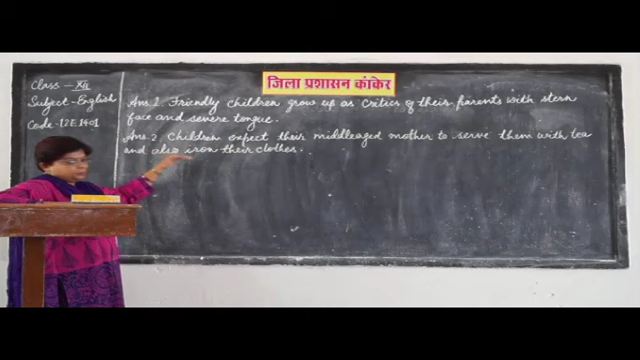 जिला प्रशासन कांकेर
Class - XII
Subject - English
Code - 12E1401
Ans.1 Friendly children grow up as critics of their parents with stern
face and severe tongue.
Ans.2 Children expect their middleaged mother to serve them with tea
and also iron their clothes.